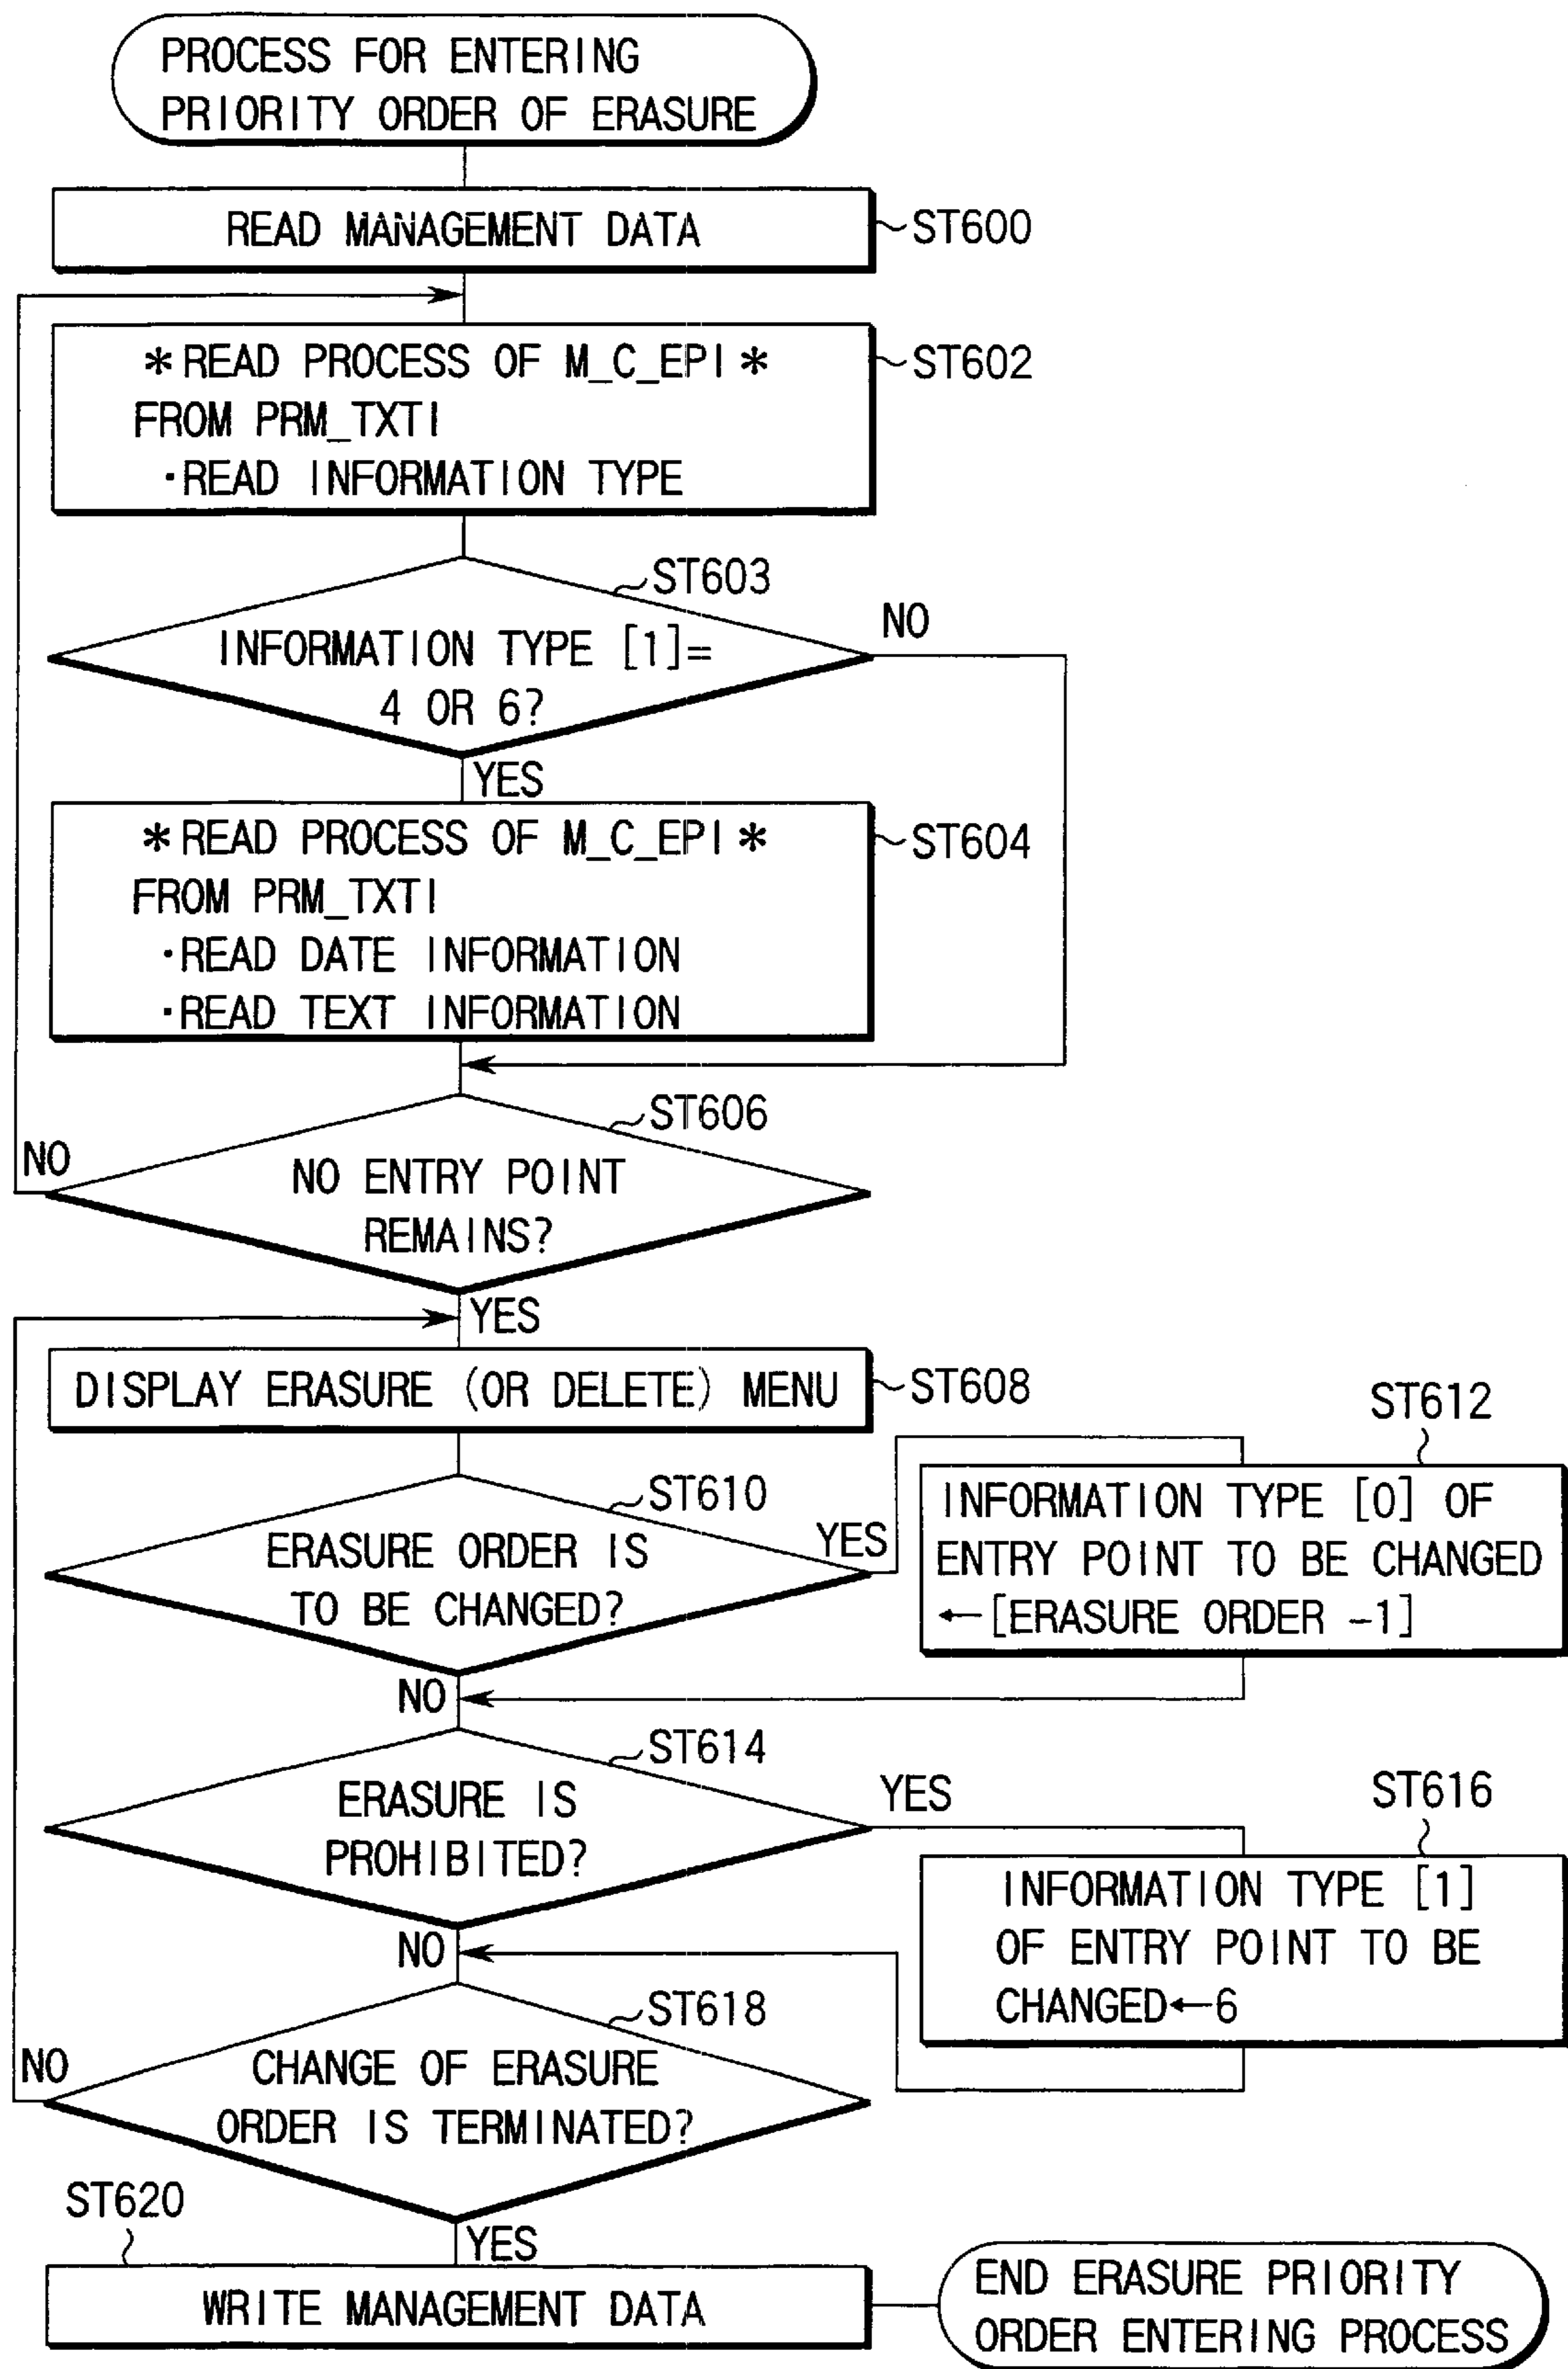 PROCESS FOR ENTERING
PRIORITY ORDER OF ERASURE
READ MANAGEMENT DATA
ST600
*READ PROCESS OF M_C_EPI*
FROM PRM_TXTI
·READ INFORMATION TYPE
ST602
ST603
INFORMATION TYPE [1]=
4 OR 6?
NO
YES
*READ PROCESS OF M_C_EPI*
FROM PRM_TXTI
·READ DATE INFORMATION
·READ TEXT INFORMATION
ST604
ST606
NO
NO ENTRY POINT
REMAINS?
YES
DISPLAY ERASURE (OR DELETE) MENU
ST608
ST610
ERASURE ORDER IS
TO BE CHANGED?
YES
ST612
INFORMATION TYPE [0] OF
ENTRY POINT TO BE CHANGED
←[ERASURE ORDER -1]
NO
ST614
ERASURE IS
PROHIBITED?
YES
ST616
INFORMATION TYPE [1]
OF ENTRY POINT TO BE
CHANGED←6
NO
ST618
NO
CHANGE OF ERASURE
ORDER IS TERMINATED?
YES
ST620
WRITE MANAGEMENT DATA
END ERASURE PRIORITY
ORDER ENTERING PROCESS